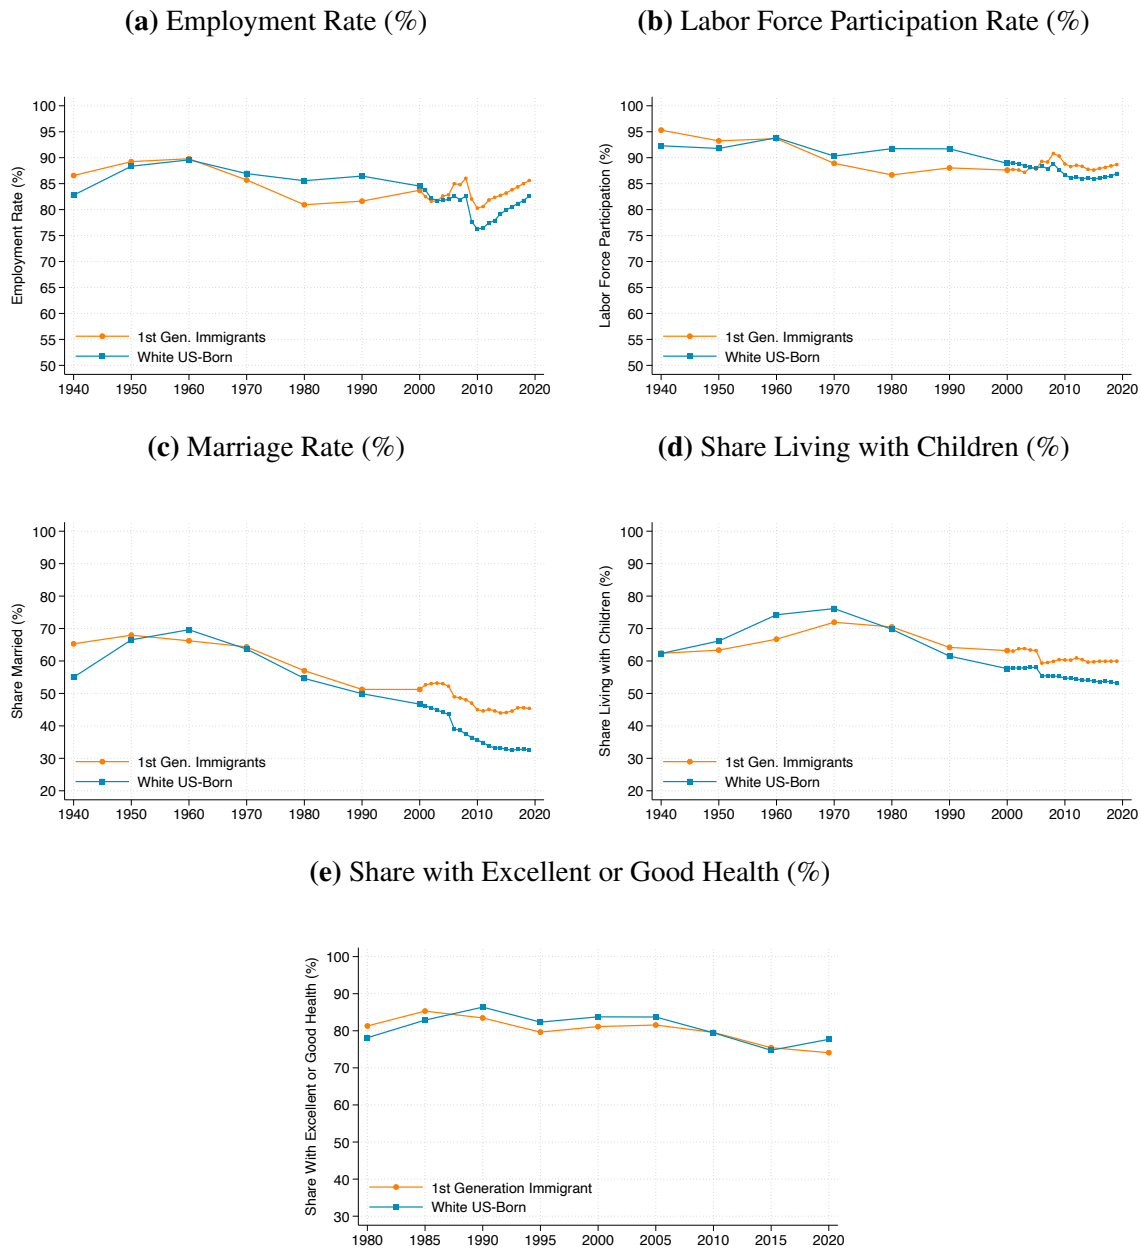 (a) Employment Rate (%)
(b) Labor Force Participation Rate (%)
Employment Rate (%)
100
95
90
85
80
75
70
65
60
55
50
1st Gen. Immigrants
White US-Born
1940 1950 1960 1970 1980 1990 2000 2010 2020
Labor Force Participation (%)
100
95
90
85
80
75
70
65
60
55
50
1st Gen. Immigrants
White US-Born
1940 1950 1960 1970 1980 1990 2000 2010 2020
(c) Marriage Rate (%)
(d) Share Living with Children (%)
Share Married (%)
100
90
80
70
60
50
40
30
20
1st Gen. Immigrants
White US-Born
1940 1950 1960 1970 1980 1990 2000 2010 2020
Share Living with Children (%)
100
90
80
70
60
50
40
30
20
1st Gen. Immigrants
White US-Born
1940 1950 1960 1970 1980 1990 2000 2010 2020
(e) Share with Excellent or Good Health (%)
Share With Excellent or Good Health (%)
100
90
80
70
60
50
40
30
1st Generation Immigrant
White US-Born
1980 1985 1990 1995 2000 2005 2010 2015 2020